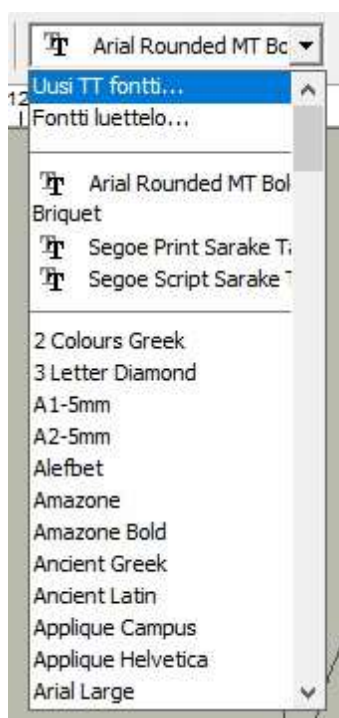 Arial Rounded MT Bo
12
Uusi TT fontti...
Fontti luettelo...
Arial Rounded MT Bol
Briquet
Segoe Print Sarake Ta
Segoe Script Sarake T
2 Colours Greek
3 Letter Diamond
A1-5mm
A2-5mm
Alefbet
Amazone
Amazone Bold
Ancient Greek
Ancient Latin
Applique Campus
Applique Helvetica
Arial Large